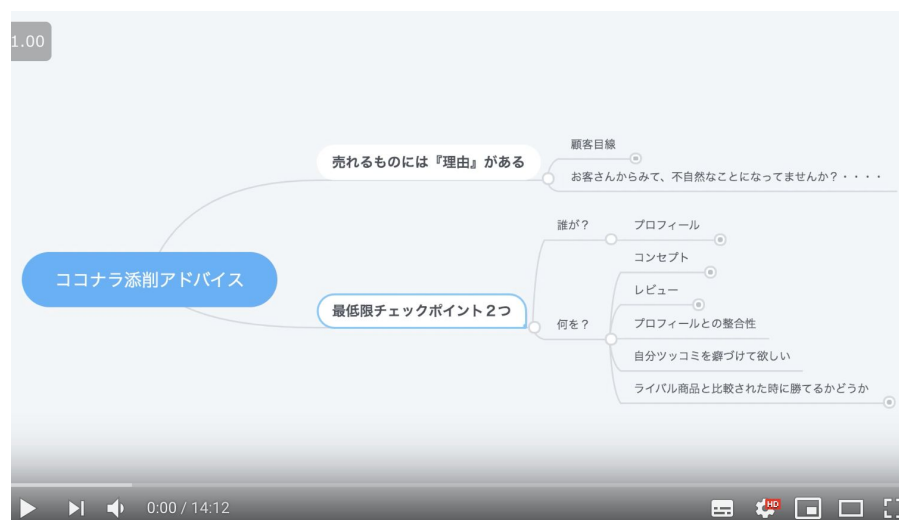 1.00
顧客目線
売れるものには『理由』がある
お客さんからみて、不自然なことになってませんか？・・・・
誰が？
プロフィール
コンセプト
ココナラ添削アドバイス
レビュー
最低限チェックポイント２つ
何を？
プロフィールとの整合性
自分ツッコミを癖づけて欲しい
ライバル商品と比較された時に勝てるかどうか
0:00 / 14:12
HD